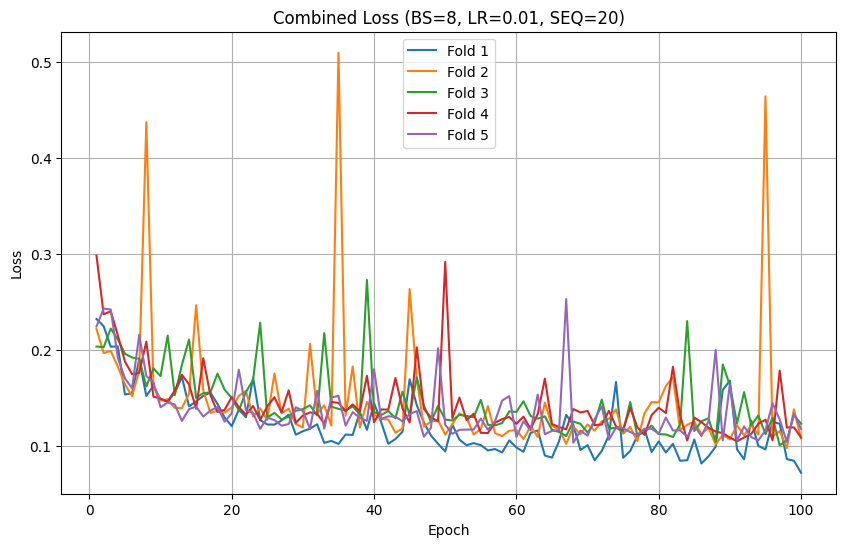 Combined Loss (BS=8, LR=0.01, SEQ=20)
Fold 1
Fold 2
Fold 3
Fold 4
Fold 5
Loss
0.5
0.4
0.3
0.2
0.1
0
20
40
60
80
100
Epoch